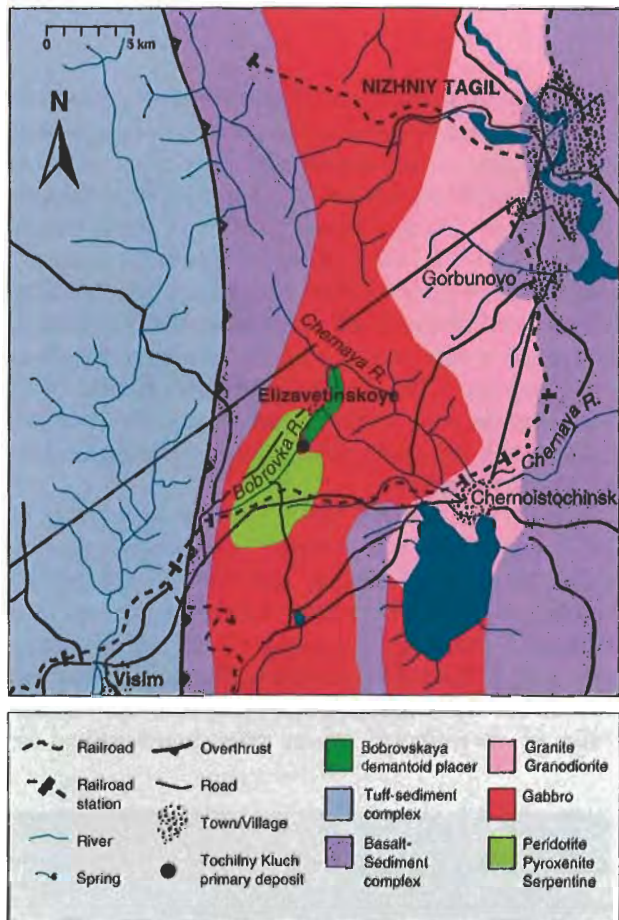 0 5 km
N
NIZHNIY TAGIL
Gorbunovo
Chernaya R.
Elizavetinskoye
Bobrovka R.
Chernaya R.
Ch
Chernoistochinsk
Visim
Railroad
Railroad
station
River
Spring
Overthrust
Road
Town/Village
Tochilny Kluch
primary deposit
Bobrovskaya
demantoid placer
Tuff-sediment
complex
Basalt-
Sediment
complex
Granite
Granodiorite
Gabbro
Peridotite
Pyroxenite
Serpentine